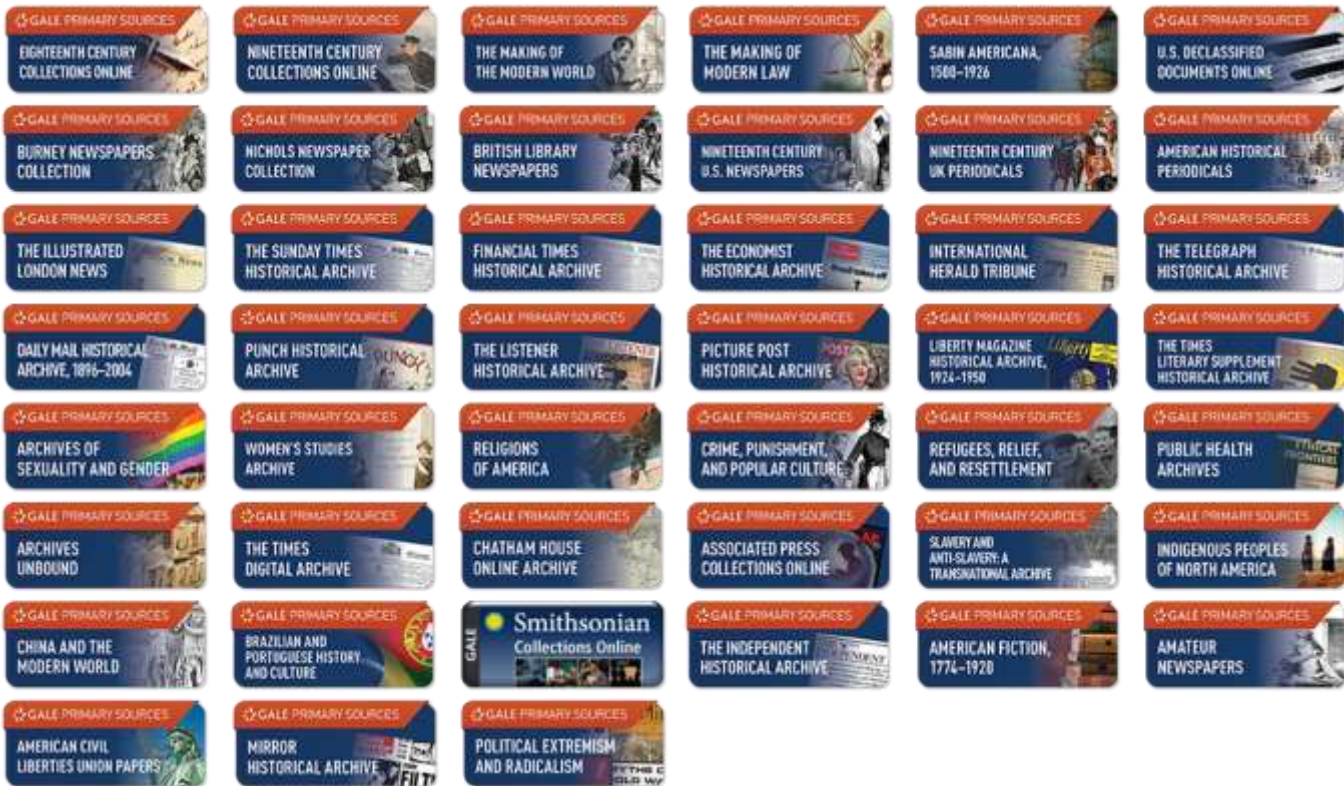 GALE PRIMARY SOURCES
EIGHTEENTH CENTURY
COLLECTIONS ONLINE
GALE PRIMARY SOURCES
NINETEENTH CENTURY
COLLECTIONS ONLINE
GALE PRIMARY SOURCES
THE MAKING OF
THE MODERN WORLD
GALE PRIMARY SOURCES
THE MAKING OF
MODERN LAW
GALE PRIMARY SOURCES
SABIN AMERICANA,
1500–1926
GALE PRIMARY SOURCES
U.S. DECLASSIFIED
DOCUMENTS ONLINE
GALE PRIMARY SOURCES
BURNEY NEWSPAPERS
COLLECTION
GALE PRIMARY SOURCES
NICHOLS NEWSPAPER
COLLECTION
GALE PRIMARY SOURCES
BRITISH LIBRARY
NEWSPAPERS
GALE PRIMARY SOURCES
NINETEENTH CENTURY
U.S. NEWSPAPERS
GALE PRIMARY SOURCES
NINETEENTH CENTURY
UK PERIODICALS
GALE PRIMARY SOURCES
AMERICAN HISTORICAL
PERIODICALS
GALE PRIMARY SOURCES
THE ILLUSTRATED
LONDON NEWS
GALE PRIMARY SOURCES
THE SUNDAY TIMES
HISTORICAL ARCHIVE
GALE PRIMARY SOURCES
FINANCIAL TIMES
HISTORICAL ARCHIVE
GALE PRIMARY SOURCES
THE ECONOMIST
HISTORICAL ARCHIVE
GALE PRIMARY SOURCES
INTERNATIONAL
HERALD TRIBUNE
GALE PRIMARY SOURCES
THE TELEGRAPH
HISTORICAL ARCHIVE
GALE PRIMARY SOURCES
DAILY MAIL HISTORICAL
ARCHIVE, 1896–2004
GALE PRIMARY SOURCES
PUNCH HISTORICAL
ARCHIVE
PUNCH
GALE PRIMARY SOURCES
THE LISTENER
HISTORICAL ARCHIVE
LISTENER
GALE PRIMARY SOURCES
PICTURE POST
HISTORICAL ARCHIVE
POST
GALE PRIMARY SOURCES
LIBERTY MAGAZINE
HISTORICAL ARCHIVE,
1924–1950
Liberty
GALE PRIMARY SOURCES
THE TIMES
LITERARY SUPPLEMENT
HISTORICAL ARCHIVE
GALE PRIMARY SOURCES
ARCHIVES OF
SEXUALITY AND GENDER
GALE PRIMARY SOURCES
WOMEN'S STUDIES
ARCHIVE
GALE PRIMARY SOURCES
RELIGIONS
OF AMERICA
GALE PRIMARY SOURCES
CRIME, PUNISHMENT,
AND POPULAR CULTURE
GALE PRIMARY SOURCES
REFUGEES, RELIEF,
AND RESETTLEMENT
GALE PRIMARY SOURCES
PUBLIC HEALTH
ARCHIVES
GALE PRIMARY SOURCES
ARCHIVES
UNBOUND
GALE PRIMARY SOURCES
THE TIMES
DIGITAL ARCHIVE
GALE PRIMARY SOURCES
CHATHAM HOUSE
ONLINE ARCHIVE
GALE PRIMARY SOURCES
ASSOCIATED PRESS
COLLECTIONS ONLINE
AP
GALE PRIMARY SOURCES
SLAVERY AND
ANTI-SLAVERY: A
TRANSNATIONAL ARCHIVE
GALE PRIMARY SOURCES
INDIGENOUS PEOPLES
OF NORTH AMERICA
GALE PRIMARY SOURCES
CHINA AND THE
MODERN WORLD
GALE PRIMARY SOURCES
BRAZILIAN AND
PORTUGUESE HISTORY
AND CULTURE
GALE
Smithsonian
Collections Online
GALE PRIMARY SOURCES
THE INDEPENDENT
HISTORICAL ARCHIVE
GALE PRIMARY SOURCES
AMERICAN FICTION,
1774–1920
GALE PRIMARY SOURCES
AMATEUR
NEWSPAPERS
GALE PRIMARY SOURCES
AMERICAN CIVIL
LIBERTIES UNION PAPERS
GALE PRIMARY SOURCES
MIRROR
HISTORICAL ARCHIVE
GALE PRIMARY SOURCES
POLITICAL EXTREMISM
AND RADICALISM